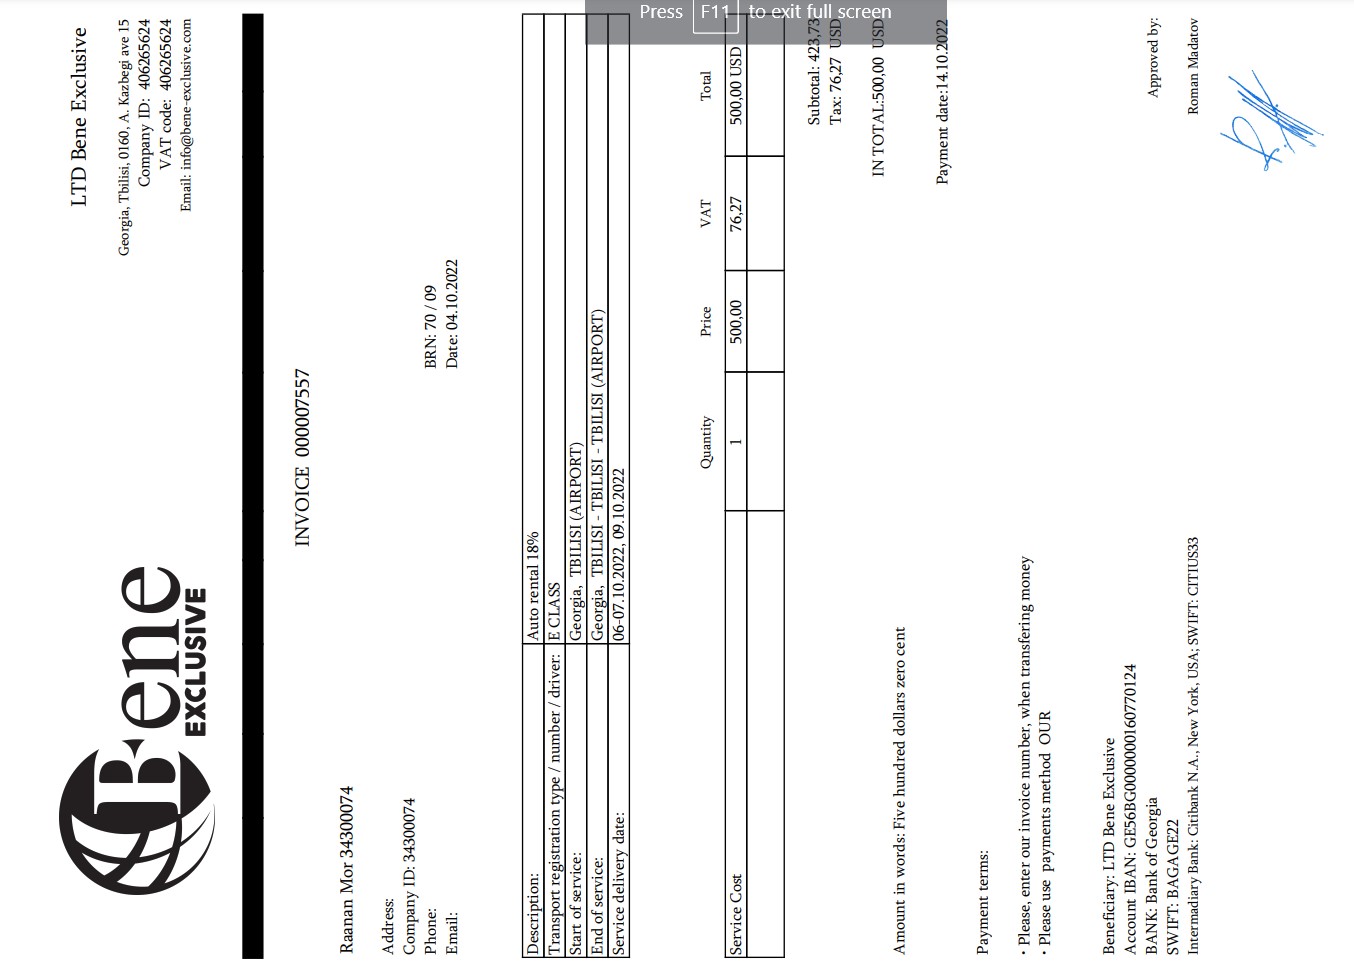 Bene
EXCLUSIVE
LTD Bene Exclusive
Georgia, Tbilisi, 0160, A. Kazbegi ave 15
Company ID: 406265624
VAT code: 406265624
Email: info@bene-exclusive.com
INVOICE 000007557
Raanan Mor 34300074
Address:
Company ID: 34300074
Phone:
BRN: 70 / 09
Email:
Date: 04.10.2022
Description: Auto rental 18%
Transport registration type / number / driver: E CLASS
Start of service: Georgia, TBILISI (AIRPORT)
End of service: Georgia, TBILISI - TBILISI - TBILISI (AIRPORT)
Service delivery date: 06-07.10.2022, 09.10.2022
Quantity Price VAT Total
Service Cost 1 500,00 76,27 500,00 USD
Subtotal: 423,73
Tax: 76,27 USD
IN TOTAL:500,00 USD
Amount in words: Five hundred dollars zero cent
Payment date:14.10.2022
Payment terms:
· Please, enter our invoice number, when transfering money
· Please use payments method OUR
Beneficiary: LTD Bene Exclusive
Account IBAN: GE56BG0000000160770124
BANK: Bank of Georgia
Approved by:
SWIFT: BAGAGE22
Intermadiary Bank: Citibank N.A., New York, USA; SWIFT: CITIUS33
Roman Madatov
Press F11 to exit full screen